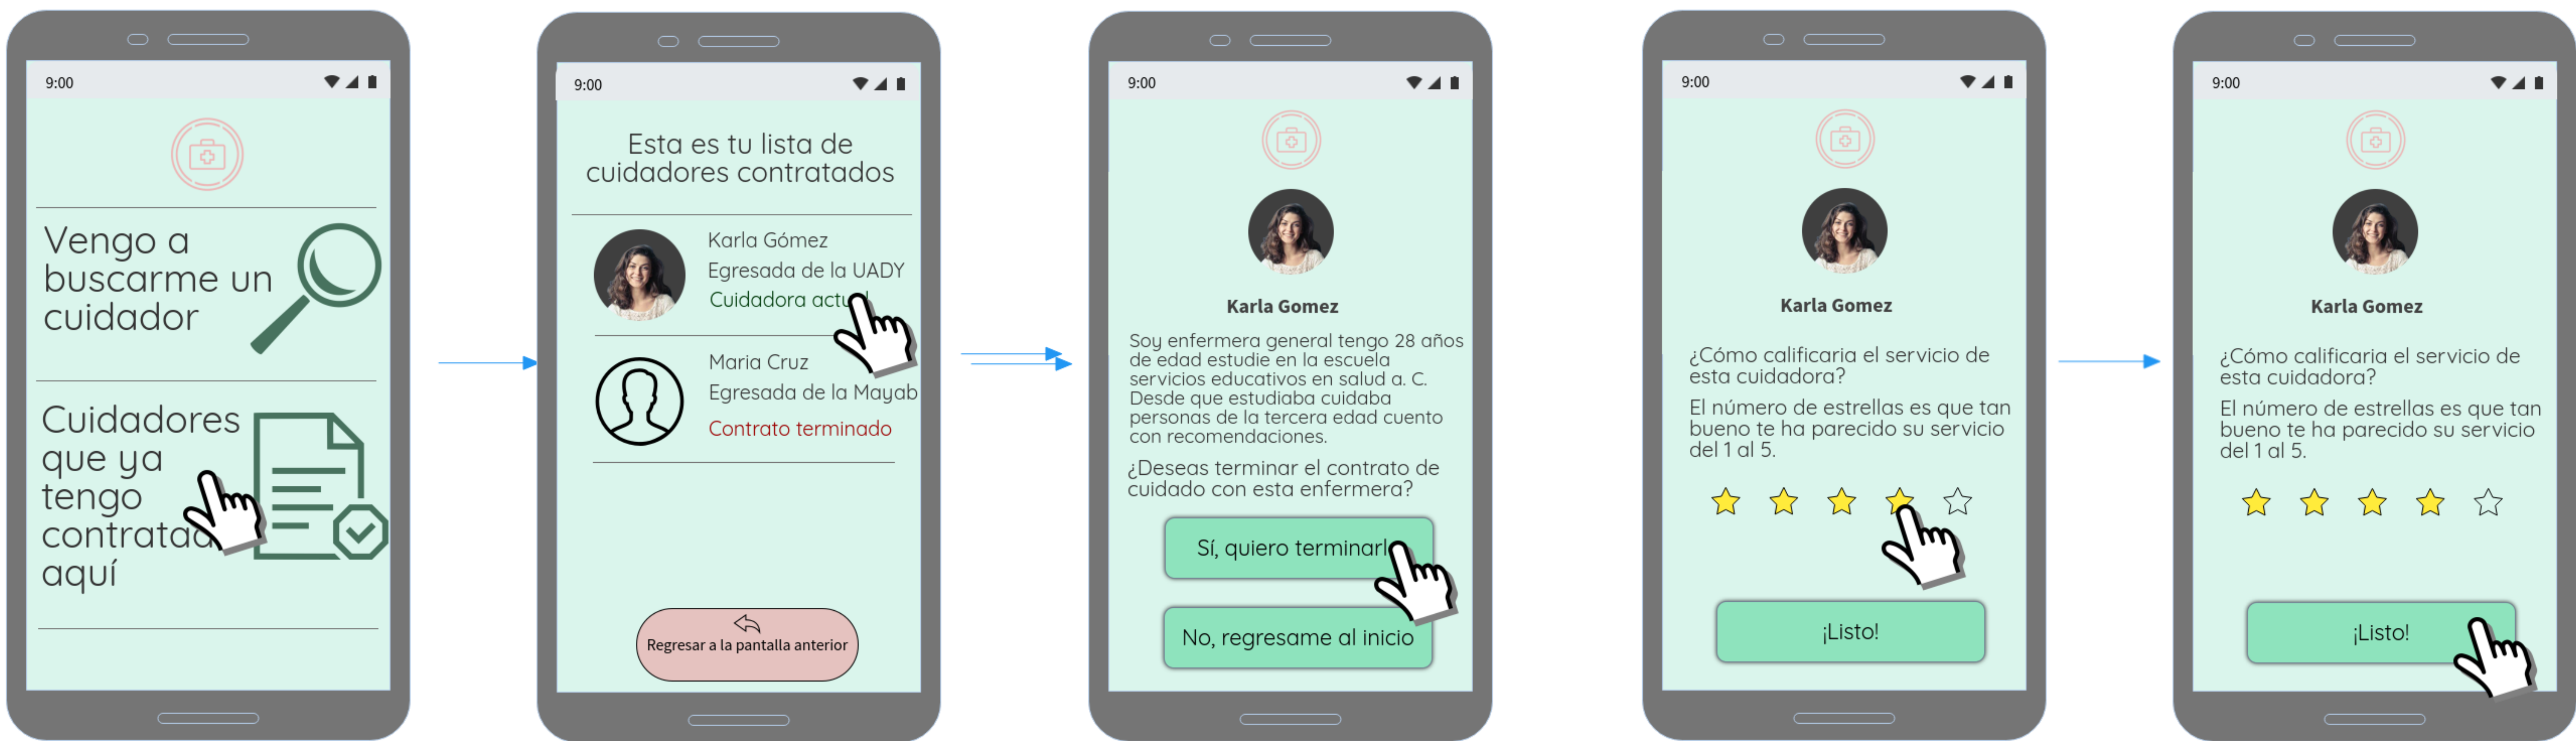 9:00
Vengo a
buscarme un
cuidador
Cuidadores
que ya
tengo
aquí
9:00
Esta es tu lista de
cuidadores contratados
Karla Gómez
Egresada de la UADY
Cuidadora
Maria Cruz
Egresada de la Mayab
Contrato terminado
Regresar a la pantalla anterior
9:00
Karla Gomez
Soy enfermera general tengo 28 años
de edad estudie en la escuela
servicios educativos en salud a. C.
Desde que estudiaba cuidaba
personas de la tercera edad cuento
con recomendaciones.
¿Deseas terminar el contrato de
cuidado con esta enfermera?
Sí, quiero
No, regresame al inicio
9:00
Karla Gomez
¿Cómo calificaria el servicio de
esta cuidadora?
El número de estrellas es que tan
bueno te ha parecido su servicio
del 1 al 5.
¡Listo!
9:00
Karla Gomez
¿Cómo calificaria el servicio de
esta cuidadora?
El número de estrellas es que tan
bueno te ha parecido su servicio
del 1 al 5.
¡Listo!